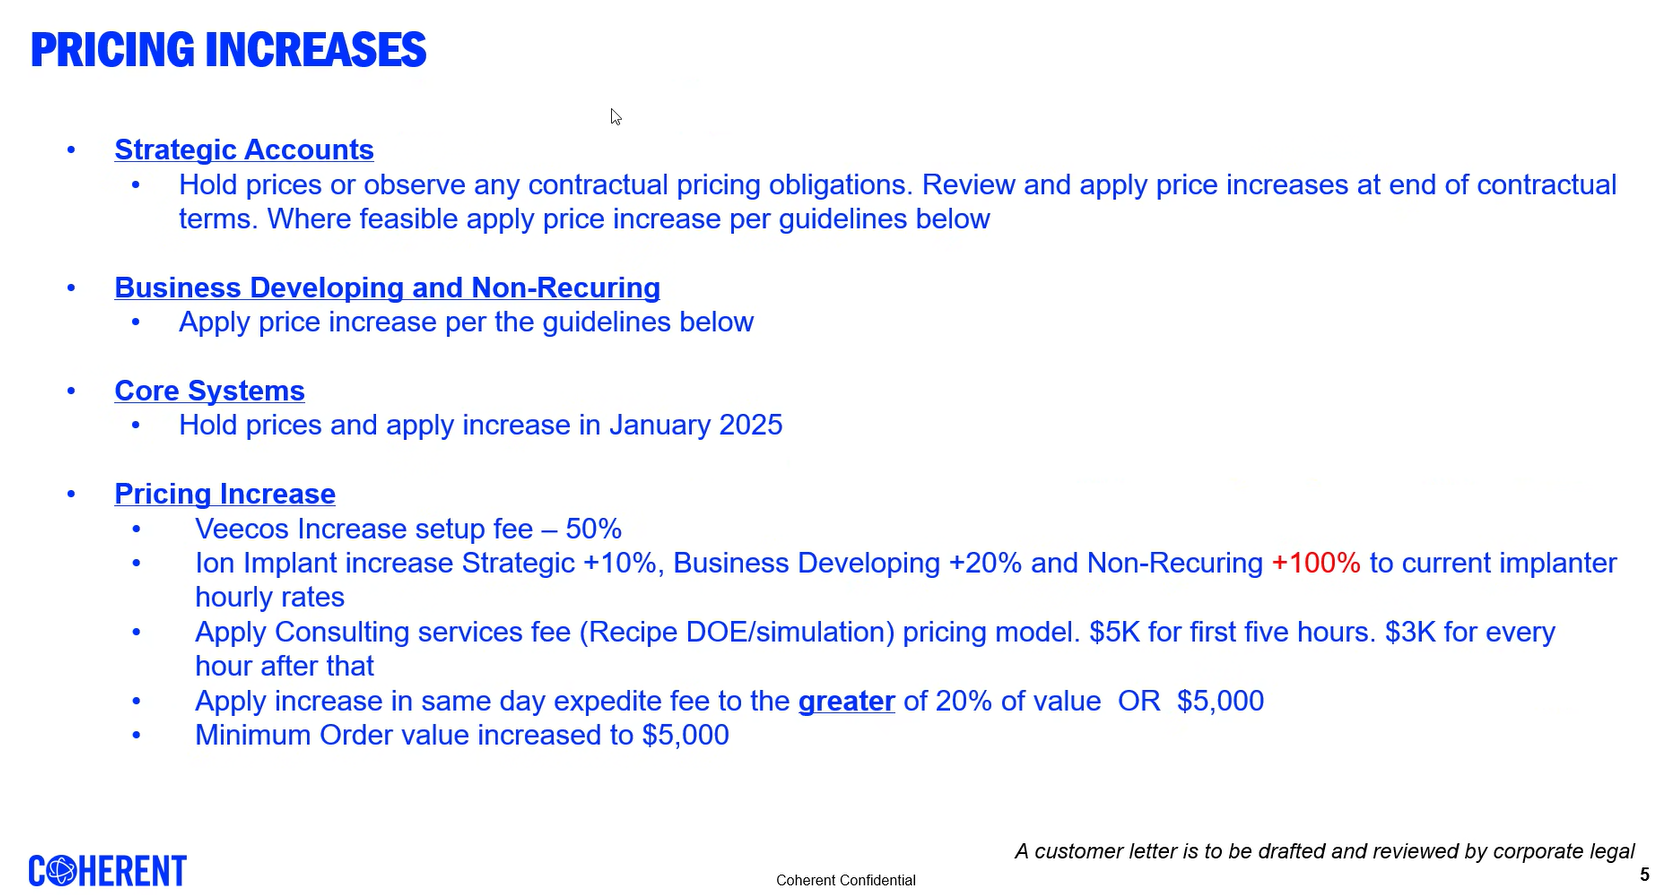 PRICING INCREASES
• Strategic Accounts
• Hold prices or observe any contractual pricing obligations. Review and apply price increases at end of contractual
terms. Where feasible apply price increase per guidelines below
• Business Developing and Non-Recuring
• Apply price increase per the guidelines below
• Core Systems
• Hold prices and apply increase in January 2025
• Pricing Increase
• Veecos Increase setup fee – 50%
• Ion Implant increase Strategic +10%, Business Developing +20% and Non-Recuring +100% to current implanter
hourly rates
• Apply Consulting services fee (Recipe DOE/simulation) pricing model. $5K for first five hours. $3K for every
hour after that
• Apply increase in same day expedite fee to the greater of 20% of value  OR  $5,000
• Minimum Order value increased to $5,000
A customer letter is to be drafted and reviewed by corporate legal
COHERENT
Coherent Confidential
5